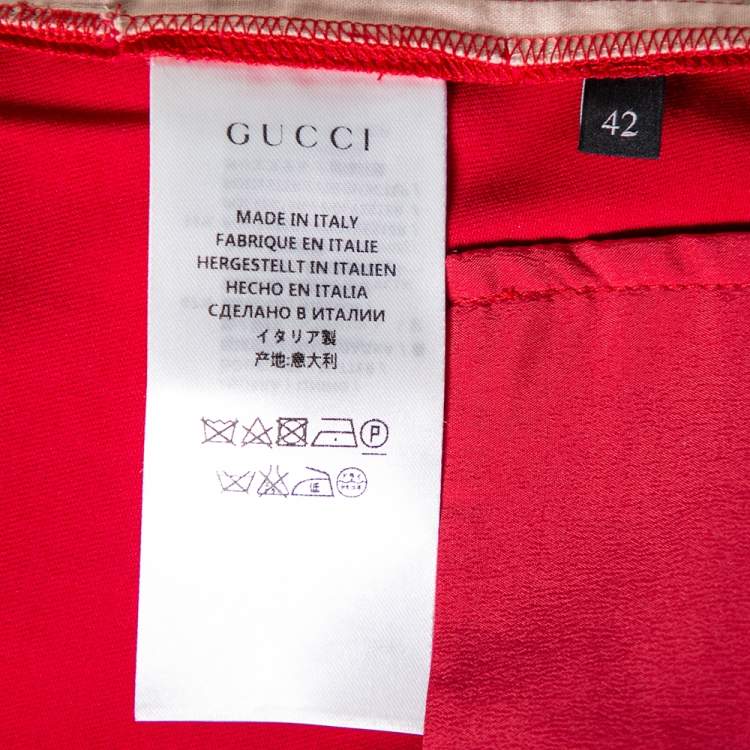 GUCCI
42
MADE IN ITALY
FABRIQUE EN ITALIE
HERGESTELLT IN ITALIEN
HECHO EN ITALIA
СДЕЛАНО В ИТАЛИИ
イタリア製
产地:意大利
P